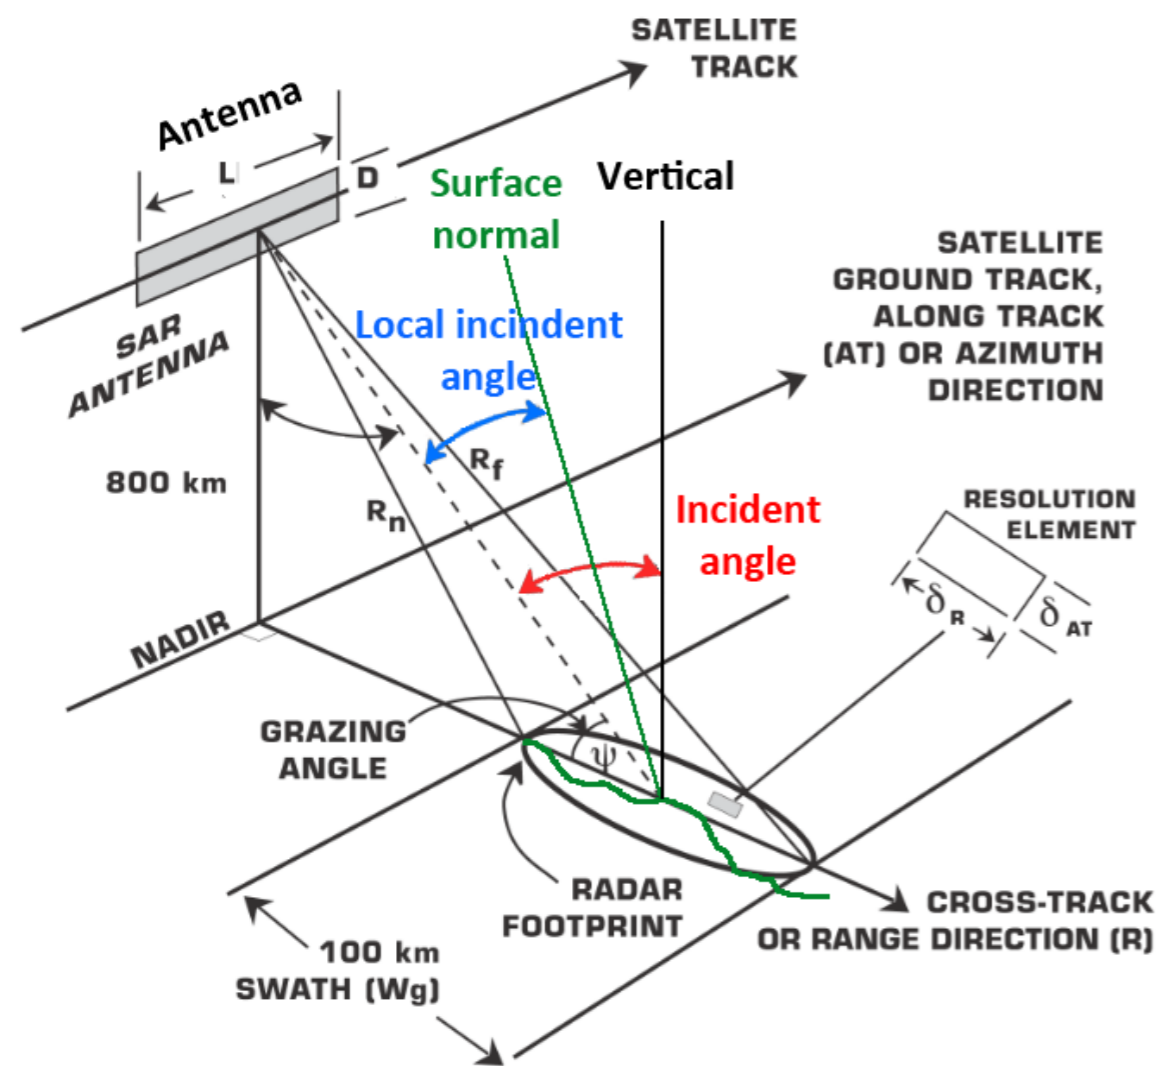 SATELLITE
TRACK
Antenna
L
D
Surface
normal
Vertical
SATELLITE
GROUND TRACK,
ALONG TRACK
(AT) OR AZIMUTH
DIRECTION
SAR
ANTENNA
Local incindent
angle
800 km
Rf
Rn
Incident
angle
RESOLUTION
ELEMENT
δR
δAT
NADIR
GRAZING
ANGLE
ψ
RADAR
FOOTPRINT
CROSS-TRACK
OR RANGE DIRECTION (R)
100 km
SWATH (Wg)